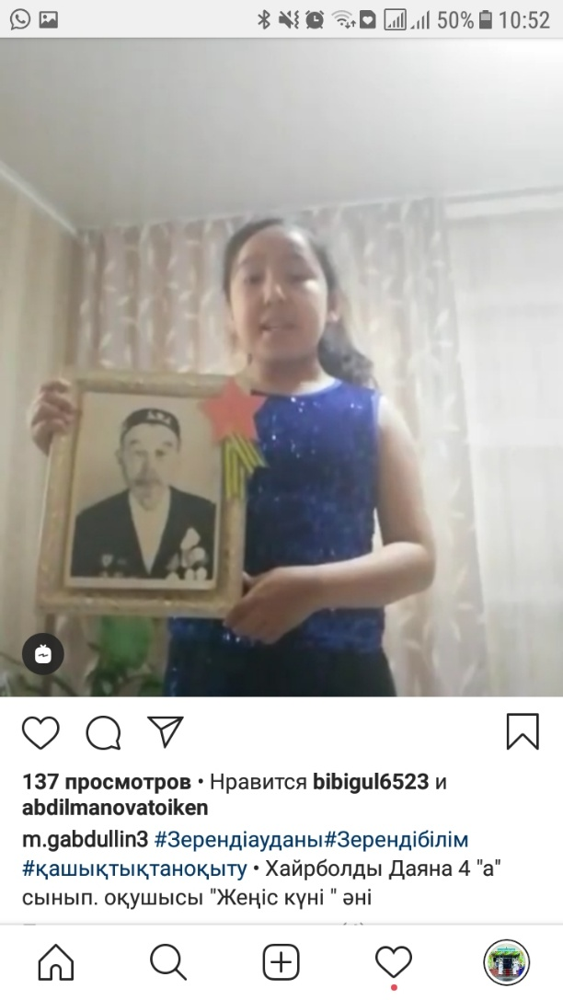 50% 10:52
137 просмотров • Нравится bibigul6523 и
abdilmanovatoiken
m.gabdullin3 #Зерендіауданы#Зерендібілім
#қашықтықтаноқыту • Хайрболды Даяна 4 "а"
сынып. оқушысы "Жеңіс күні " әні